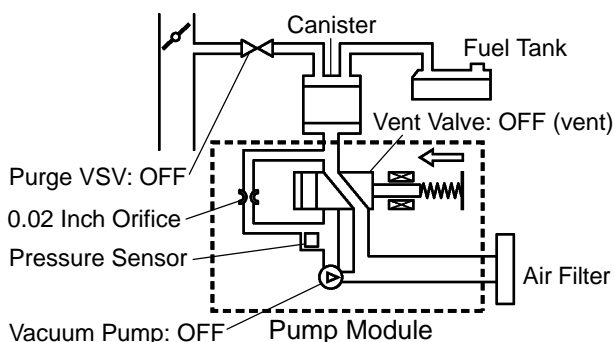 Canister
Fuel Tank
Vent Valve: OFF (vent)
Purge VSV: OFF
0.02 Inch Orifice
Pressure Sensor
Air Filter
Vacuum Pump: OFF
Pump Module